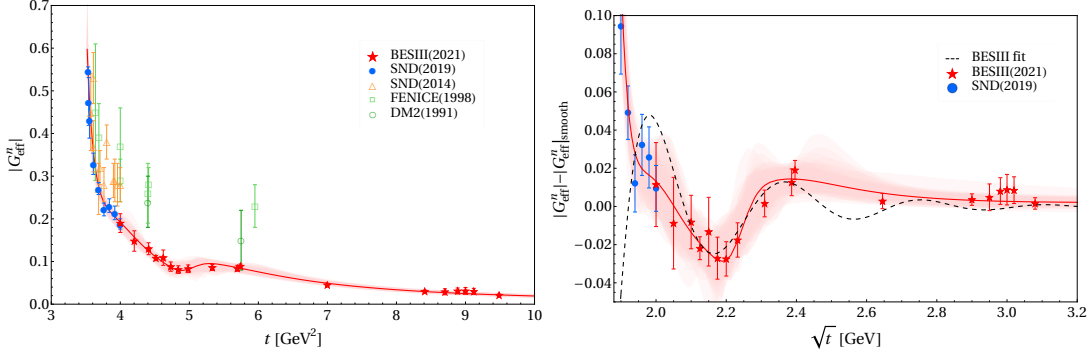 0.7
0.6
0.5
0.4
0.3
0.2
0.1
0.0
|G^n_eff|
3
4
5
6
7
8
9
10
t [GeV²]
BESIII(2021)
SND(2019)
SND(2014)
FENICE(1998)
DM2(1991)
0.10
0.08
0.06
0.04
0.02
0.00
−0.02
−0.04
|G^n_eff|−|G^n_eff|smooth
2.0
2.2
2.4
2.6
2.8
3.0
3.2
√t [GeV]
BESIII fit
BESIII(2021)
SND(2019)